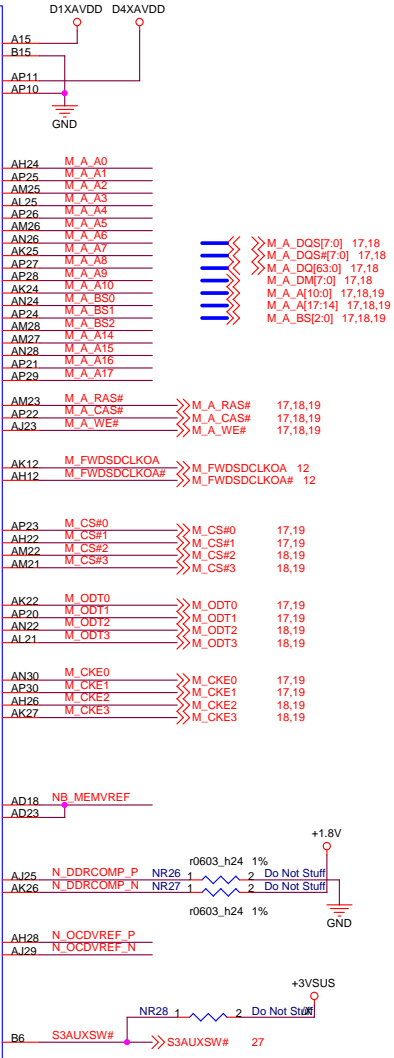 D1XAVDD D4XAVDD
A15
B15
AP11
AP10
GND
AH24 M_A_A0
AP25 M_A_A1
AM25 M_A_A2
AL25 M_A_A3
AP26 M_A_A4
AM26 M_A_A5
AN26 M_A_A6
AK25 M_A_A7
AP27 M_A_A8
AP28 M_A_A9
AK24 M_A_A10
AN24 M_A_BS0
AP24 M_A_BS1
AM28 M_A_BS2
AM27 M_A_A14
AN28 M_A_A15
AP21 M_A_A16
AP29 M_A_A17
M_A_DQS[7:0] 17,18
M_A_DQS#[7:0] 17,18
M_A_DQ[63:0] 17,18
M_A_DM[7:0] 17,18
M_A_A[10:0] 17,18,19
M_A_A[17:14] 17,18,19
M_A_BS[2:0] 17,18,19
AM23 M_A_RAS# M_A_RAS# 17,18,19
AP22 M_A_CAS# M_A_CAS# 17,18,19
AJ23 M_A_WE# M_A_WE# 17,18,19
AK12 M_FWDSDCLKOA M_FWDSDCLKOA 12
AH12 M_FWDSDCLKOA# M_FWDSDCLKOA# 12
AP23 M_CS#0 M_CS#0 17,19
AH22 M_CS#1 M_CS#1 17,19
AM22 M_CS#2 M_CS#2 18,19
AM21 M_CS#3 M_CS#3 18,19
AK22 M_ODT0 M_ODT0 17,19
AP20 M_ODT1 M_ODT1 17,19
AN22 M_ODT2 M_ODT2 18,19
AL21 M_ODT3 M_ODT3 18,19
AN30 M_CKE0 M_CKE0 17,19
AP30 M_CKE1 M_CKE1 17,19
AH26 M_CKE2 M_CKE2 18,19
AK27 M_CKE3 M_CKE3 18,19
AD18 NB_MEMVREF
AD23
+1.8V
r0603_h24 1%
AJ25 N_DDRCOMP_P NR26 1 2 Do Not Stuff
AK26 N_DDRCOMP_N NR27 1 2 Do Not Stuff
r0603_h24 1%
GND
AH28 N_OCDVREF_P
AJ29 N_OCDVREF_N
+3VSUS
NR28 1 2 Do Not Stuff
B6 S3AUXSW# S3AUXSW# 27